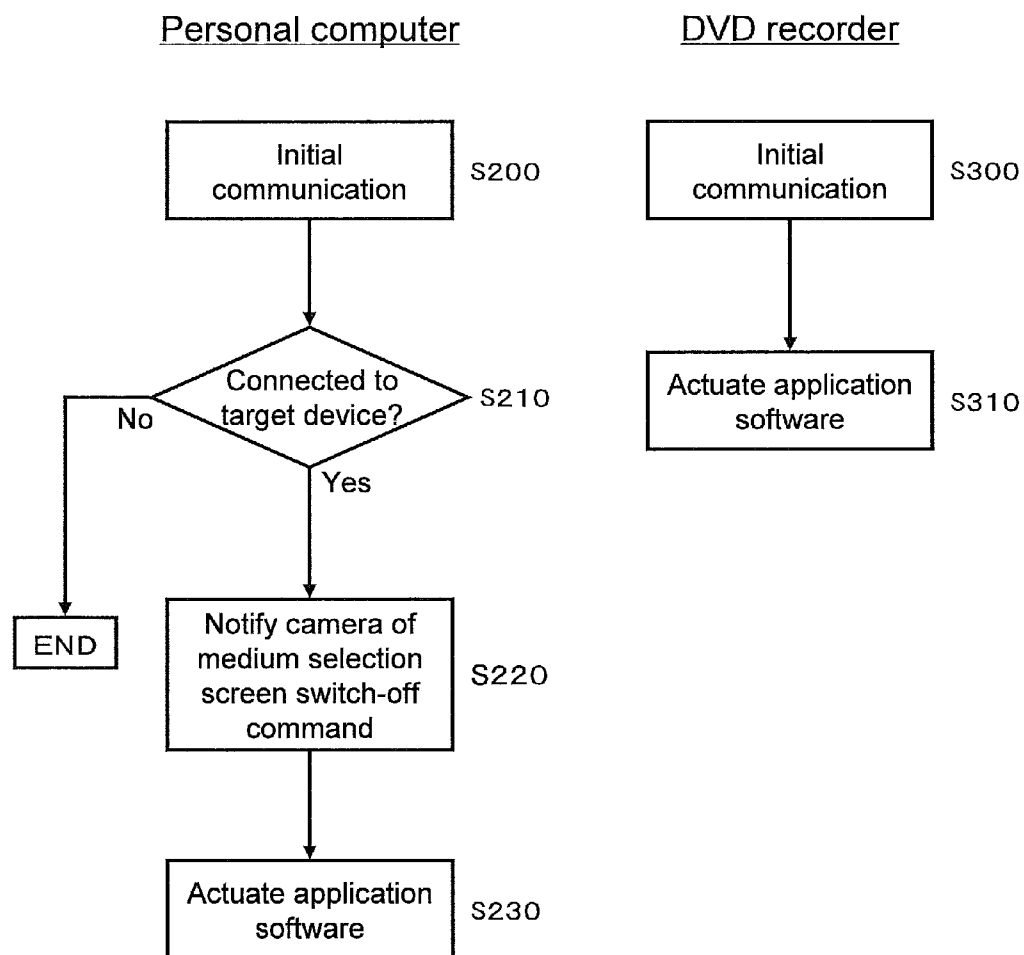 Personal computer
DVD recorder
Initial
communication
S200
Initial
communication
S300
Connected to
target device?
S210
No
Yes
Actuate application
software
S310
END
Notify camera of
medium selection
screen switch-off
command
S220
Actuate application
software
S230